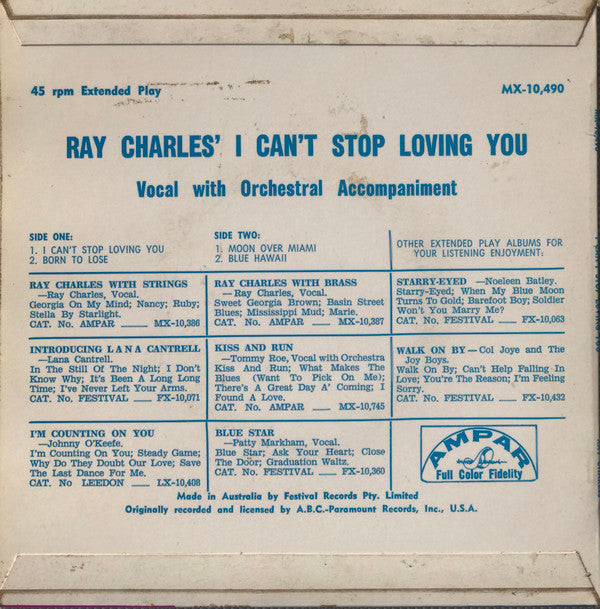 45 rpm Extended Play
MX-10,490
RAY CHARLES' I CAN'T STOP LOVING YOU
Vocal with Orchestral Accompaniment
SIDE ONE:
1. I CAN'T STOP LOVING YOU
2. BORN TO LOSE
SIDE TWO:
1. MOON OVER MIAMI
2. BLUE HAWAII
OTHER EXTENDED PLAY ALBUMS FOR
YOUR LISTENING ENJOYMENT:
RAY CHARLES WITH STRINGS
—Ray Charles, Vocal.
Georgia On My Mind; Nancy; Ruby;
Stella By Starlight.
CAT. No. AMPAR ____ MX-10,386
RAY CHARLES WITH BRASS
—Ray Charles, Vocal.
Sweet Georgia Brown; Basin Street
Blues; Mississippi Mud; Marie.
CAT. No. AMPAR ____ MX-10,387
STARRY-EYED —Noeleen Batley.
Starry-Eyed; When My Blue Moon
Turns To Gold; Barefoot Boy; Soldier
Won't You Marry Me?
CAT. No. FESTIVAL ___ FX-10,063
INTRODUCING LANA CANTRELL
—Lana Cantrell.
In The Still Of The Night; I Don't
Know Why; It's Been A Long Long
Time; I've Never Left Your Arms.
CAT. No. FESTIVAL ___ FX-10,071
KISS AND RUN
—Tommy Roe, Vocal with Orchestra
Kiss And Run; What Makes The
Blues (Want To Pick On Me);
There's A Great Day A' Coming; I
Found A Love.
CAT. No. AMPAR ____ MX-10,745
WALK ON BY—Col Joye and The
Joy Boys.
Walk On By; Can't Help Falling In
Love; You're The Reason; I'm Feeling
Sorry.
CAT. No. FESTIVAL ___ FX-10,432
I'M COUNTING ON YOU
—Johnny O'Keefe.
I'm Counting On You; Steady Game;
Why Do They Doubt Our Love; Save
The Last Dance For Me.
CAT. No LEEDON ___ LX-10,408
BLUE STAR
—Patty Markham, Vocal.
Blue Star; Ask Your Heart; Close
The Door; Graduation Waltz.
CAT. No. FESTIVAL ___ FX-10,360
AMPAR
Full Color Fidelity
Made in Australia by Festival Records Pty. Limited
Originally recorded and licensed by A.B.C.-Paramount Records, Inc., U.S.A.